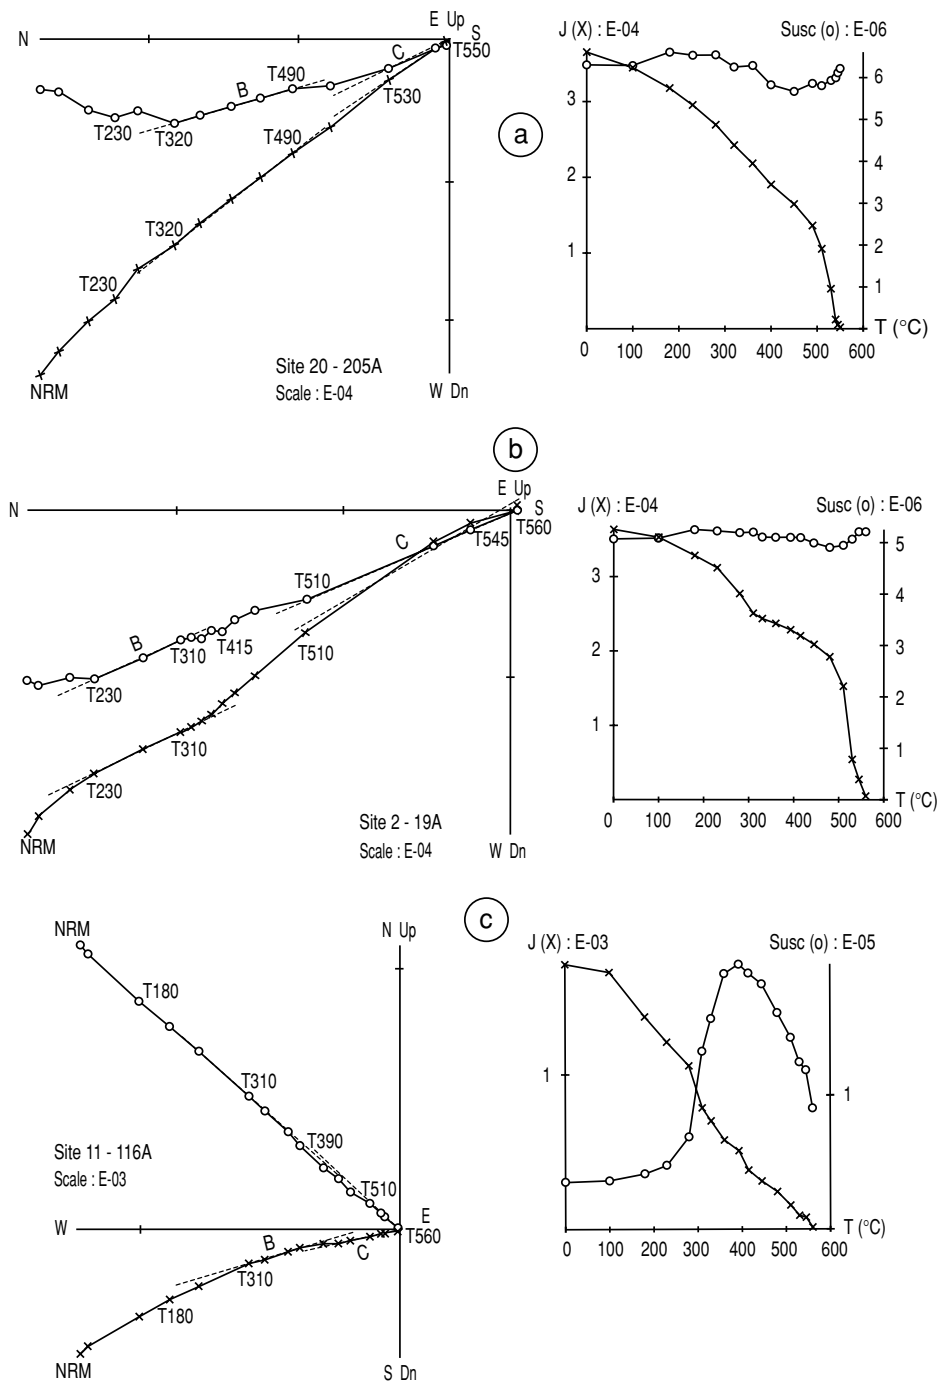 E Up
N
S
T550
C
T490
B
T530
T230
T320
T490
T320
T230
NRM
Site 20 - 205A
Scale : E-04
W Dn
J (X) : E-04
Susc (o) : E-06
3
2
1
6
5
4
3
2
1
T (°C)
0 100 200 300 400 500 600
a
b
E Up
N
S
T560
C
T545
T510
B
T310
T415
T510
T230
T310
T230
NRM
Site 2 - 19A
Scale : E-04
W Dn
J (X) : E-04
Susc (o) : E-06
3
2
1
5
4
3
2
1
T (°C)
0 100 200 300 400 500 600
c
NRM
N Up
T180
T310
T390
Site 11 - 116A
Scale : E-03
T510
E
W
T560
B
C
T310
T180
NRM
S Dn
J (X) : E-03
Susc (o) : E-05
1
1
T (°C)
0 100 200 300 400 500 600